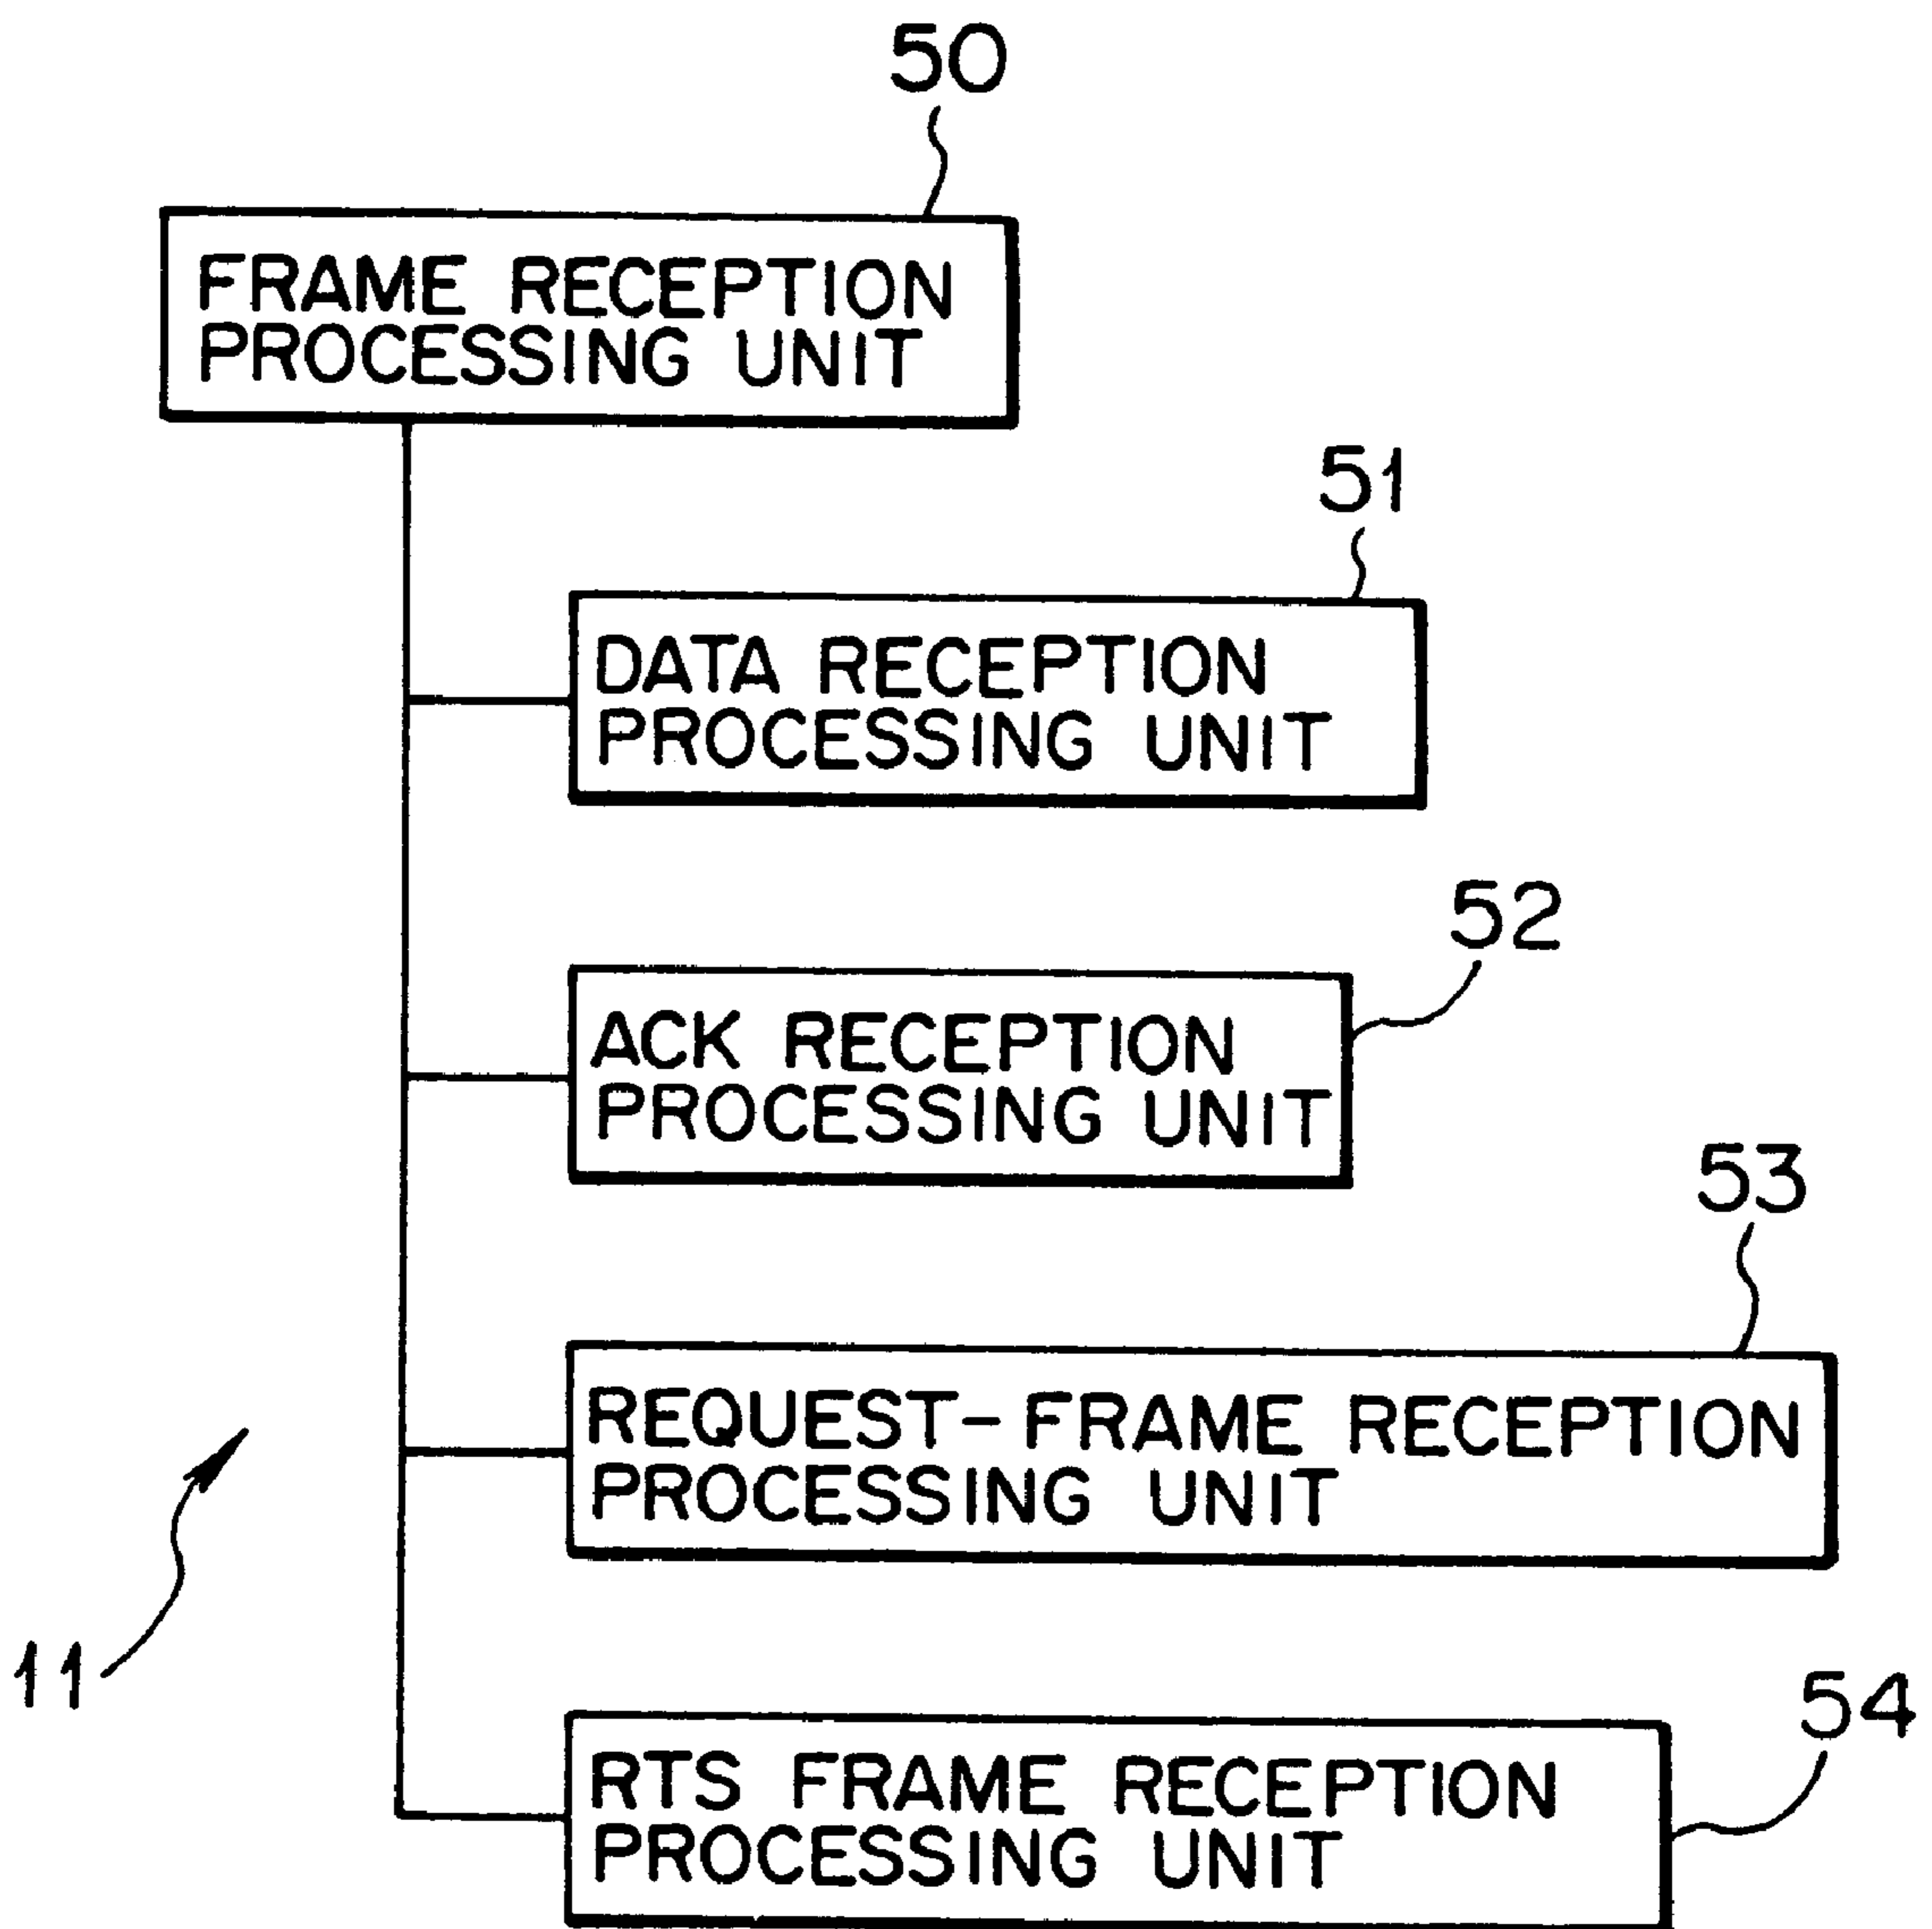 50
FRAME RECEPTION
PROCESSING UNIT
51
DATA RECEPTION
PROCESSING UNIT
52
ACK RECEPTION
PROCESSING UNIT
53
REQUEST-FRAME RECEPTION
PROCESSING UNIT
11
54
RTS FRAME RECEPTION
PROCESSING UNIT